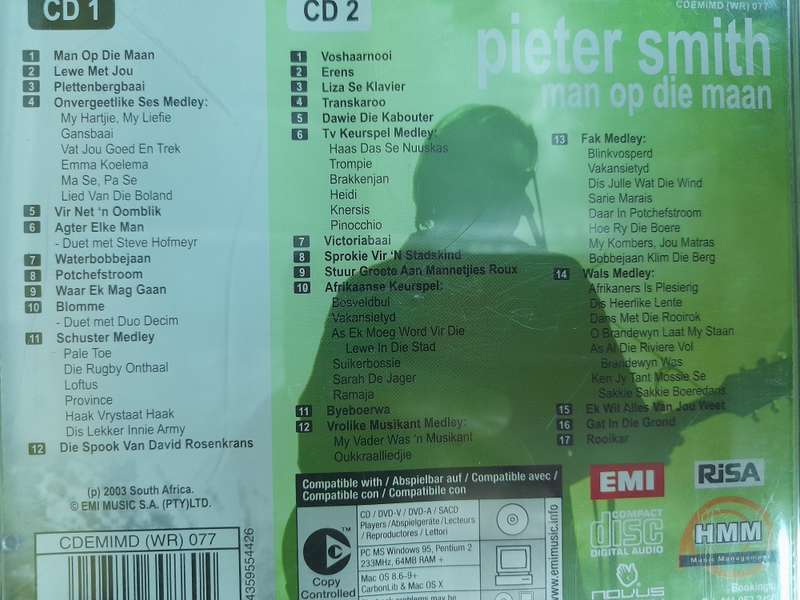 CD 1
1 Man Op Die Maan
2 Lewe Met Jou
3 Plettenbergbaai
4 Onvergeetlike Ses Medley:
My Hartjie, My Liefie
Gansbaai
Vat Jou Goed En Trek
Emma Koelema
Ma Se, Pa Se
Lied Van Die Boland
5 Vir Net 'n Oomblik
6 Agter Elke Man
- Duet met Steve Hofmeyr
7 Waterbobbejaan
8 Potchefstroom
9 Waar Ek Mag Gaan
10 Blomme
- Duet met Duo Decim
11 Schuster Medley
Pale Toe
Die Rugby Onthaal
Loftus
Province
Haak Vrystaat Haak
Dis Lekker Innie Army
12 Die Spook Van David Rosenkrans
(p) 2003 South Africa.
© EMI MUSIC S.A. (PTY)LTD.
CDEMIMD (WR) 077
4359554426
CD 2
1 Voshaarnooi
2 Erens
3 Liza Se Klavier
4 Transkaroo
5 Dawie Die Kabouter
6 Tv Keurspel Medley:
Haas Das Se Nuuskas
Trompie
Brakkenjan
Heidi
Knersis
Pinocchio
7 Victoriabaai
8 Sprokie Vir 'N Stadskind
9 Stuur Groete Aan Mannetjies Roux
10 Afrikaanse Keurspel:
Bosveldbul
Vakansietyd
As Ek Moeg Word Vir Die
Lewe In Die Stad
Suikerbossie
Sarah De Jager
Ramaja
11 Byeboerwa
12 Vrolike Musikant Medley:
My Vader Was 'n Musikant
Oukkraalliedjie
CDEMIMD (WR) 077
pieter smith
man op die maan
13 Fak Medley:
Blinkvosperd
Vakansietyd
Dis Julle Wat Die Wind
Sarie Marais
Daar In Potchefstroom
Hoe Ry Die Boere
My Kombers, Jou Matras
Bobbejaan Klim Die Berg
14 Wals Medley:
Afrikaners Is Plesierig
Dis Heerlike Lente
Dans Met Die Rooirok
O Brandewyn Laat My Staan
As Al Die Riviere Vol
Brandewyn Was
Ken Jy Tant Mossie Se
Sakkie Sakkie Boeredans
15 Ek Wil Alles Van Jou Weet
16 Gat In Die Grond
17 Rooikar
Compatible with / Abspielbar auf / Compatible avec /
Compatible con / Compatibile con
CD / DVD-V / DVD-A / SACD
Players / Abspielgeräte / Lecteurs
/ Reproductores / Lettori
PC MS Windows 95, Pentium 2
233MHz, 64MB RAM +
Mac OS 8.6-9+
CarbonLib & Mac OS X
TM
Copy
Controlled
www.emimusic.info
EMI
RiSA
COMPACT
disc
DIGITAL AUDIO
HMM
Music Management
NOVUS